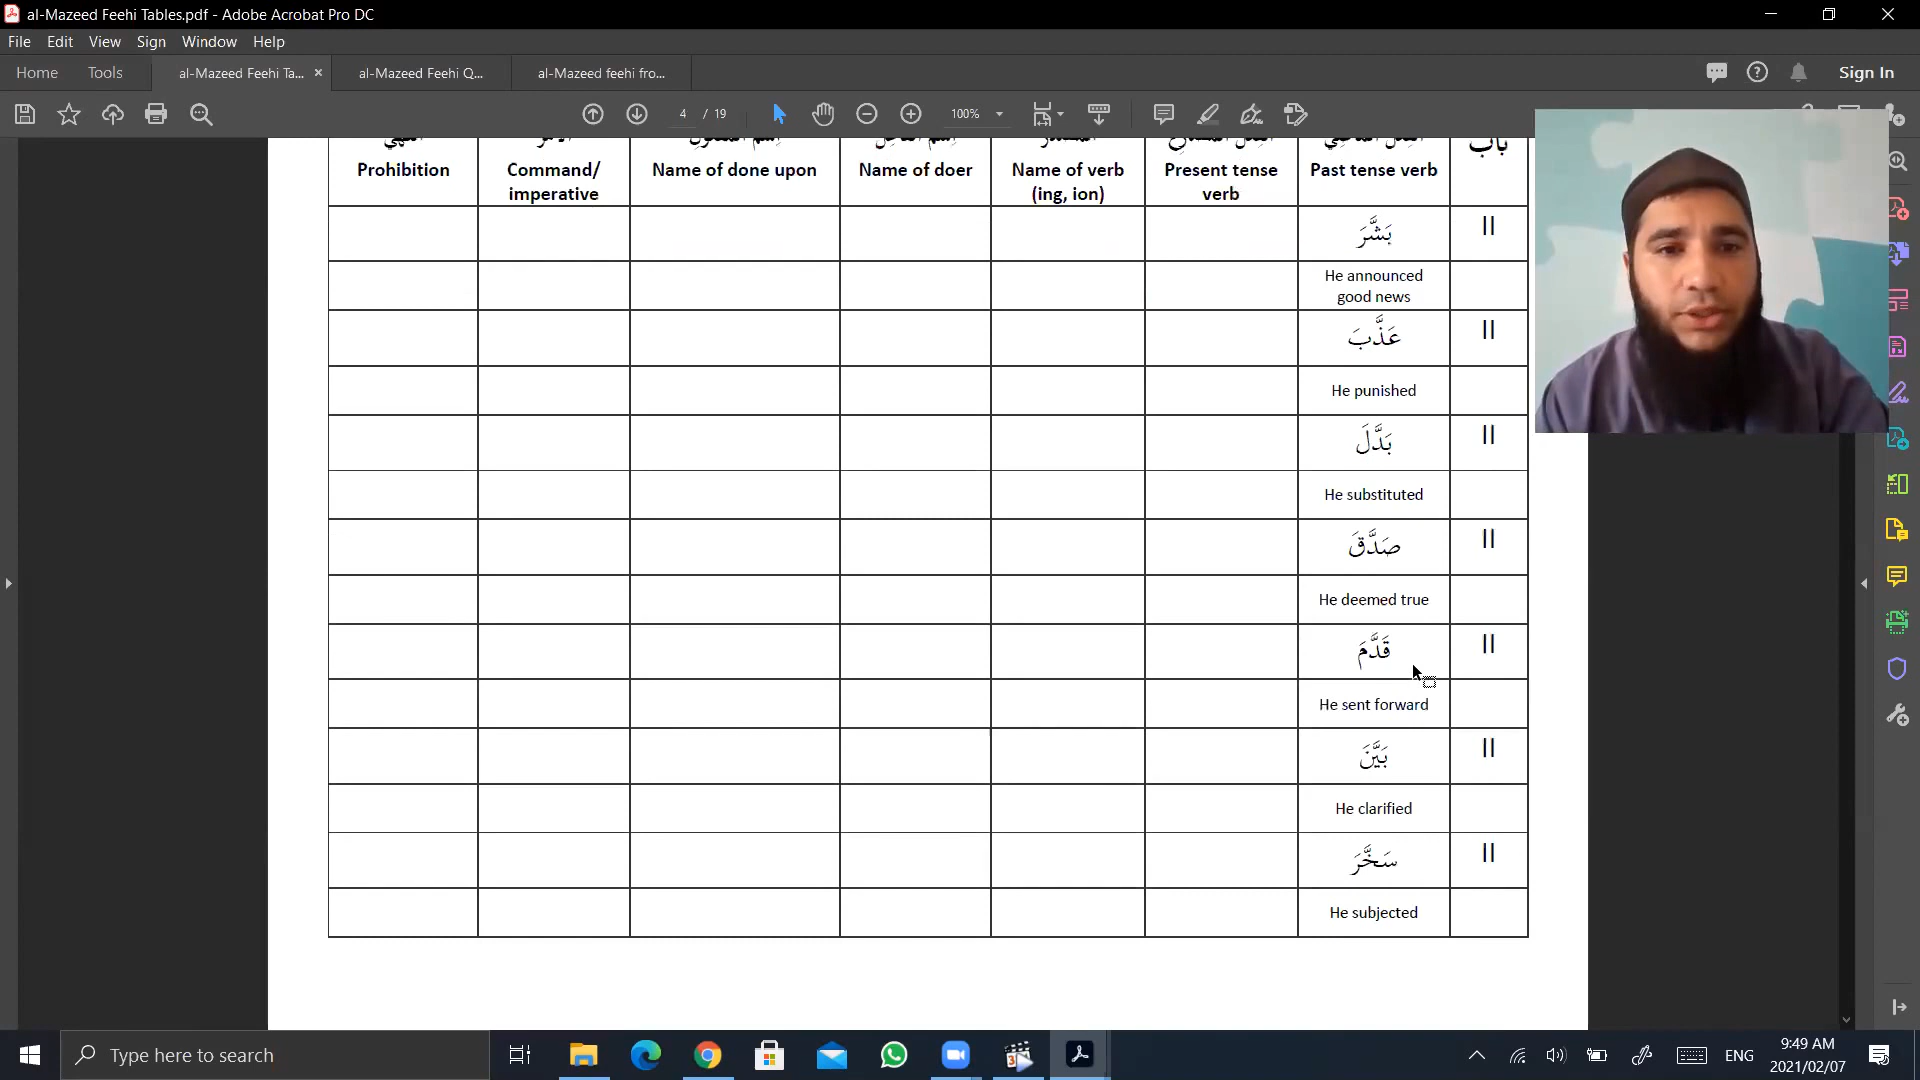 al-Mazeed Feehi Tables.pdf - Adobe Acrobat Pro DC
File Edit View Sign Window Help
Home Tools al-Mazeed Feehi Ta... × al-Mazeed Feehi Q... al-Mazeed feehi fro... Sign In
4 / 19 100%
باب
Prohibition Command/ Name of done upon Name of doer Name of verb Present tense Past tense verb
imperative (ing, ion) verb
بَشَّرَ II
He announced
good news
عَذَّبَ II
He punished
بَدَّلَ II
He substituted
صَدَّقَ II
He deemed true
قَدَّمَ II
He sent forward
بَيَّنَ II
He clarified
سَخَّرَ II
He subjected
Type here to search
ENG
9:49 AM
2021/02/07